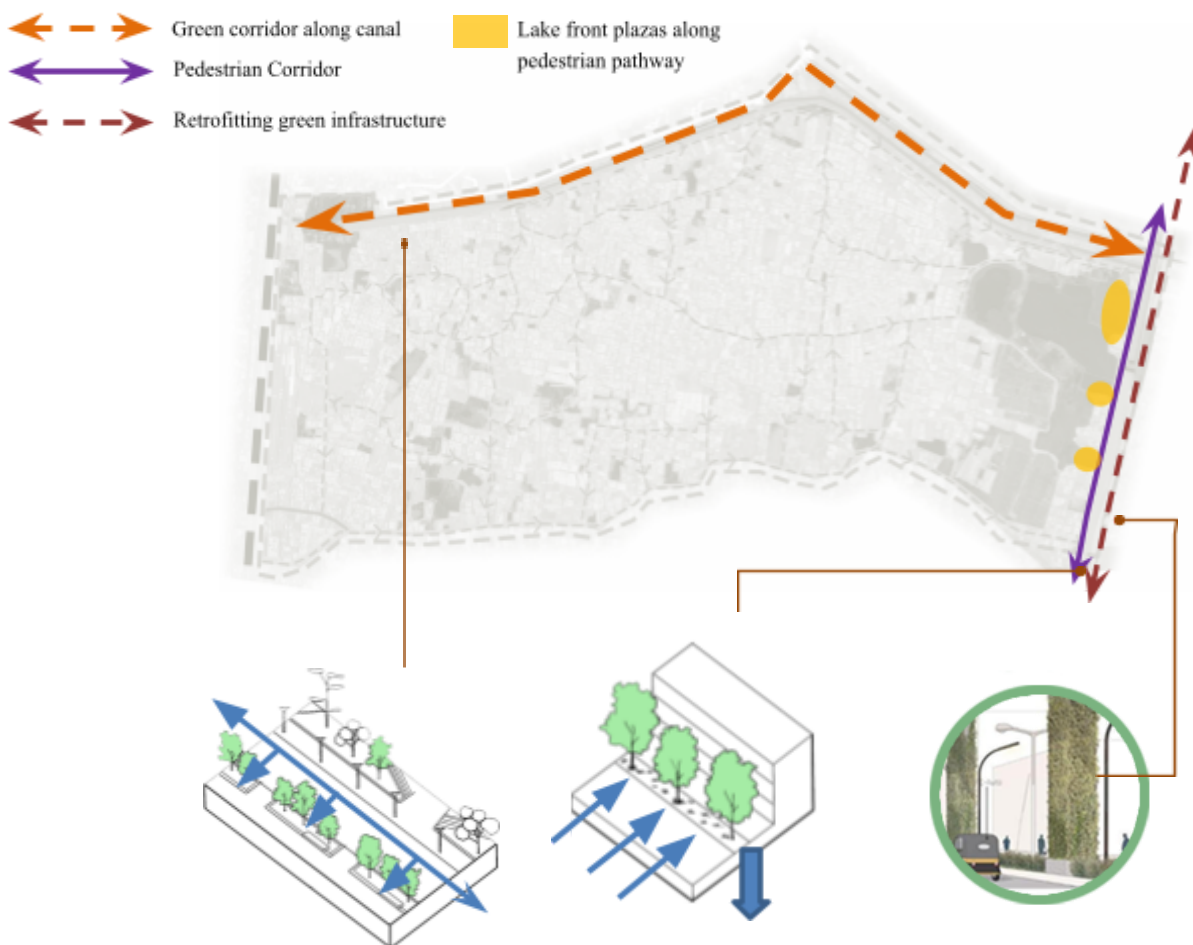 Green corridor along canal
Pedestrian Corridor
Retrofitting green infrastructure
Lake front plazas along
pedestrian pathway